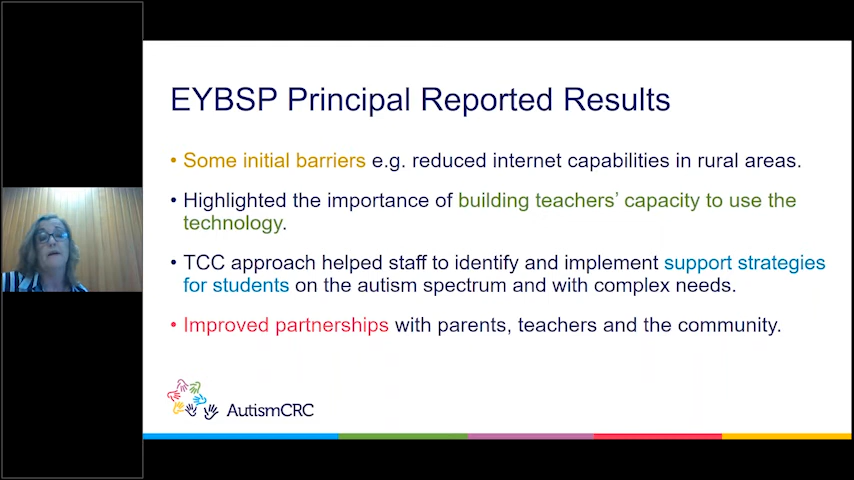 EYBSP Principal Reported Results
• Some initial barriers e.g. reduced internet capabilities in rural areas.
• Highlighted the importance of building teachers’ capacity to use the
technology.
• TCC approach helped staff to identify and implement support strategies
for students on the autism spectrum and with complex needs.
• Improved partnerships with parents, teachers and the community.
AutismCRC